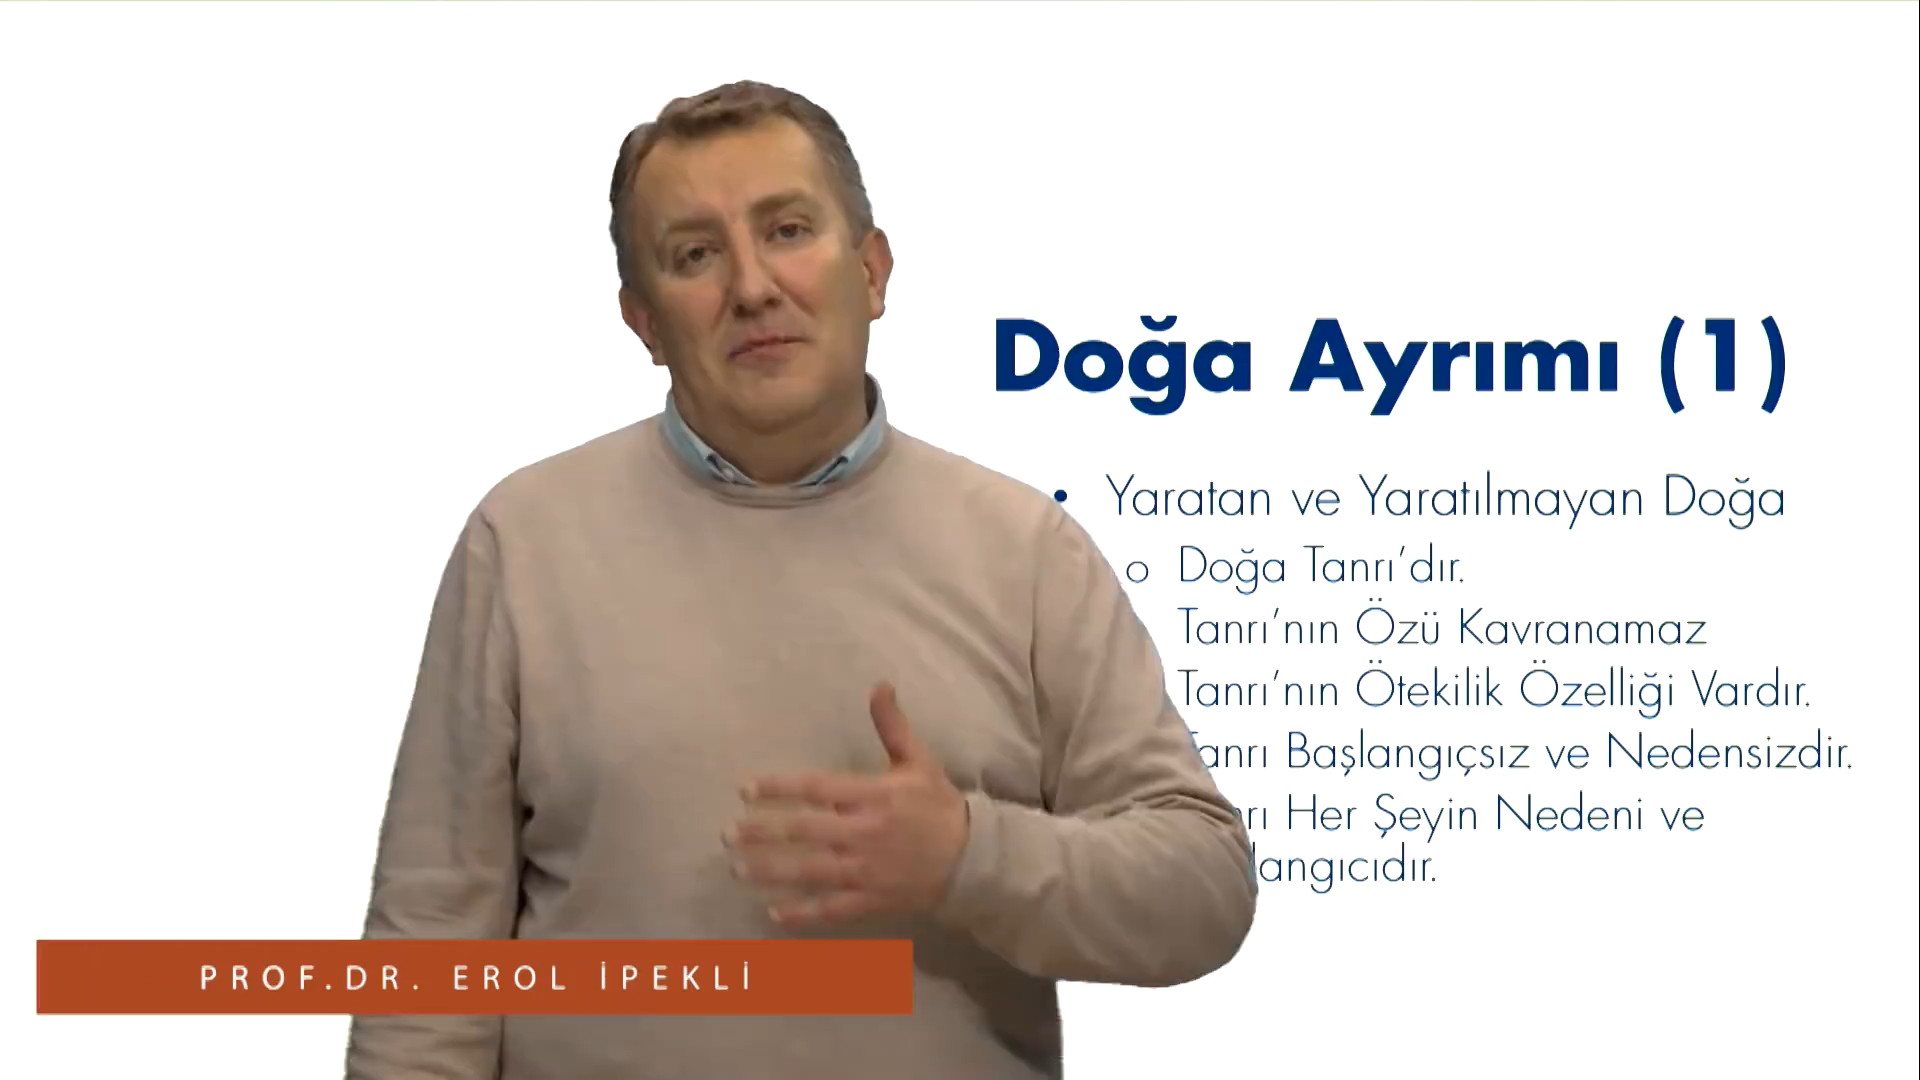 Doğa Ayrımı (1)
• Yaratan ve Yaratılmayan Doğa
o Doğa Tanrı’dır.
Tanrı’nın Özü Kavranamaz
Tanrı’nın Ötekilik Özelliği Vardır.
Başlangıçsız ve Nedensizdir.
Her Şeyin Nedeni ve
PROF.DR. EROL İPEKLİ